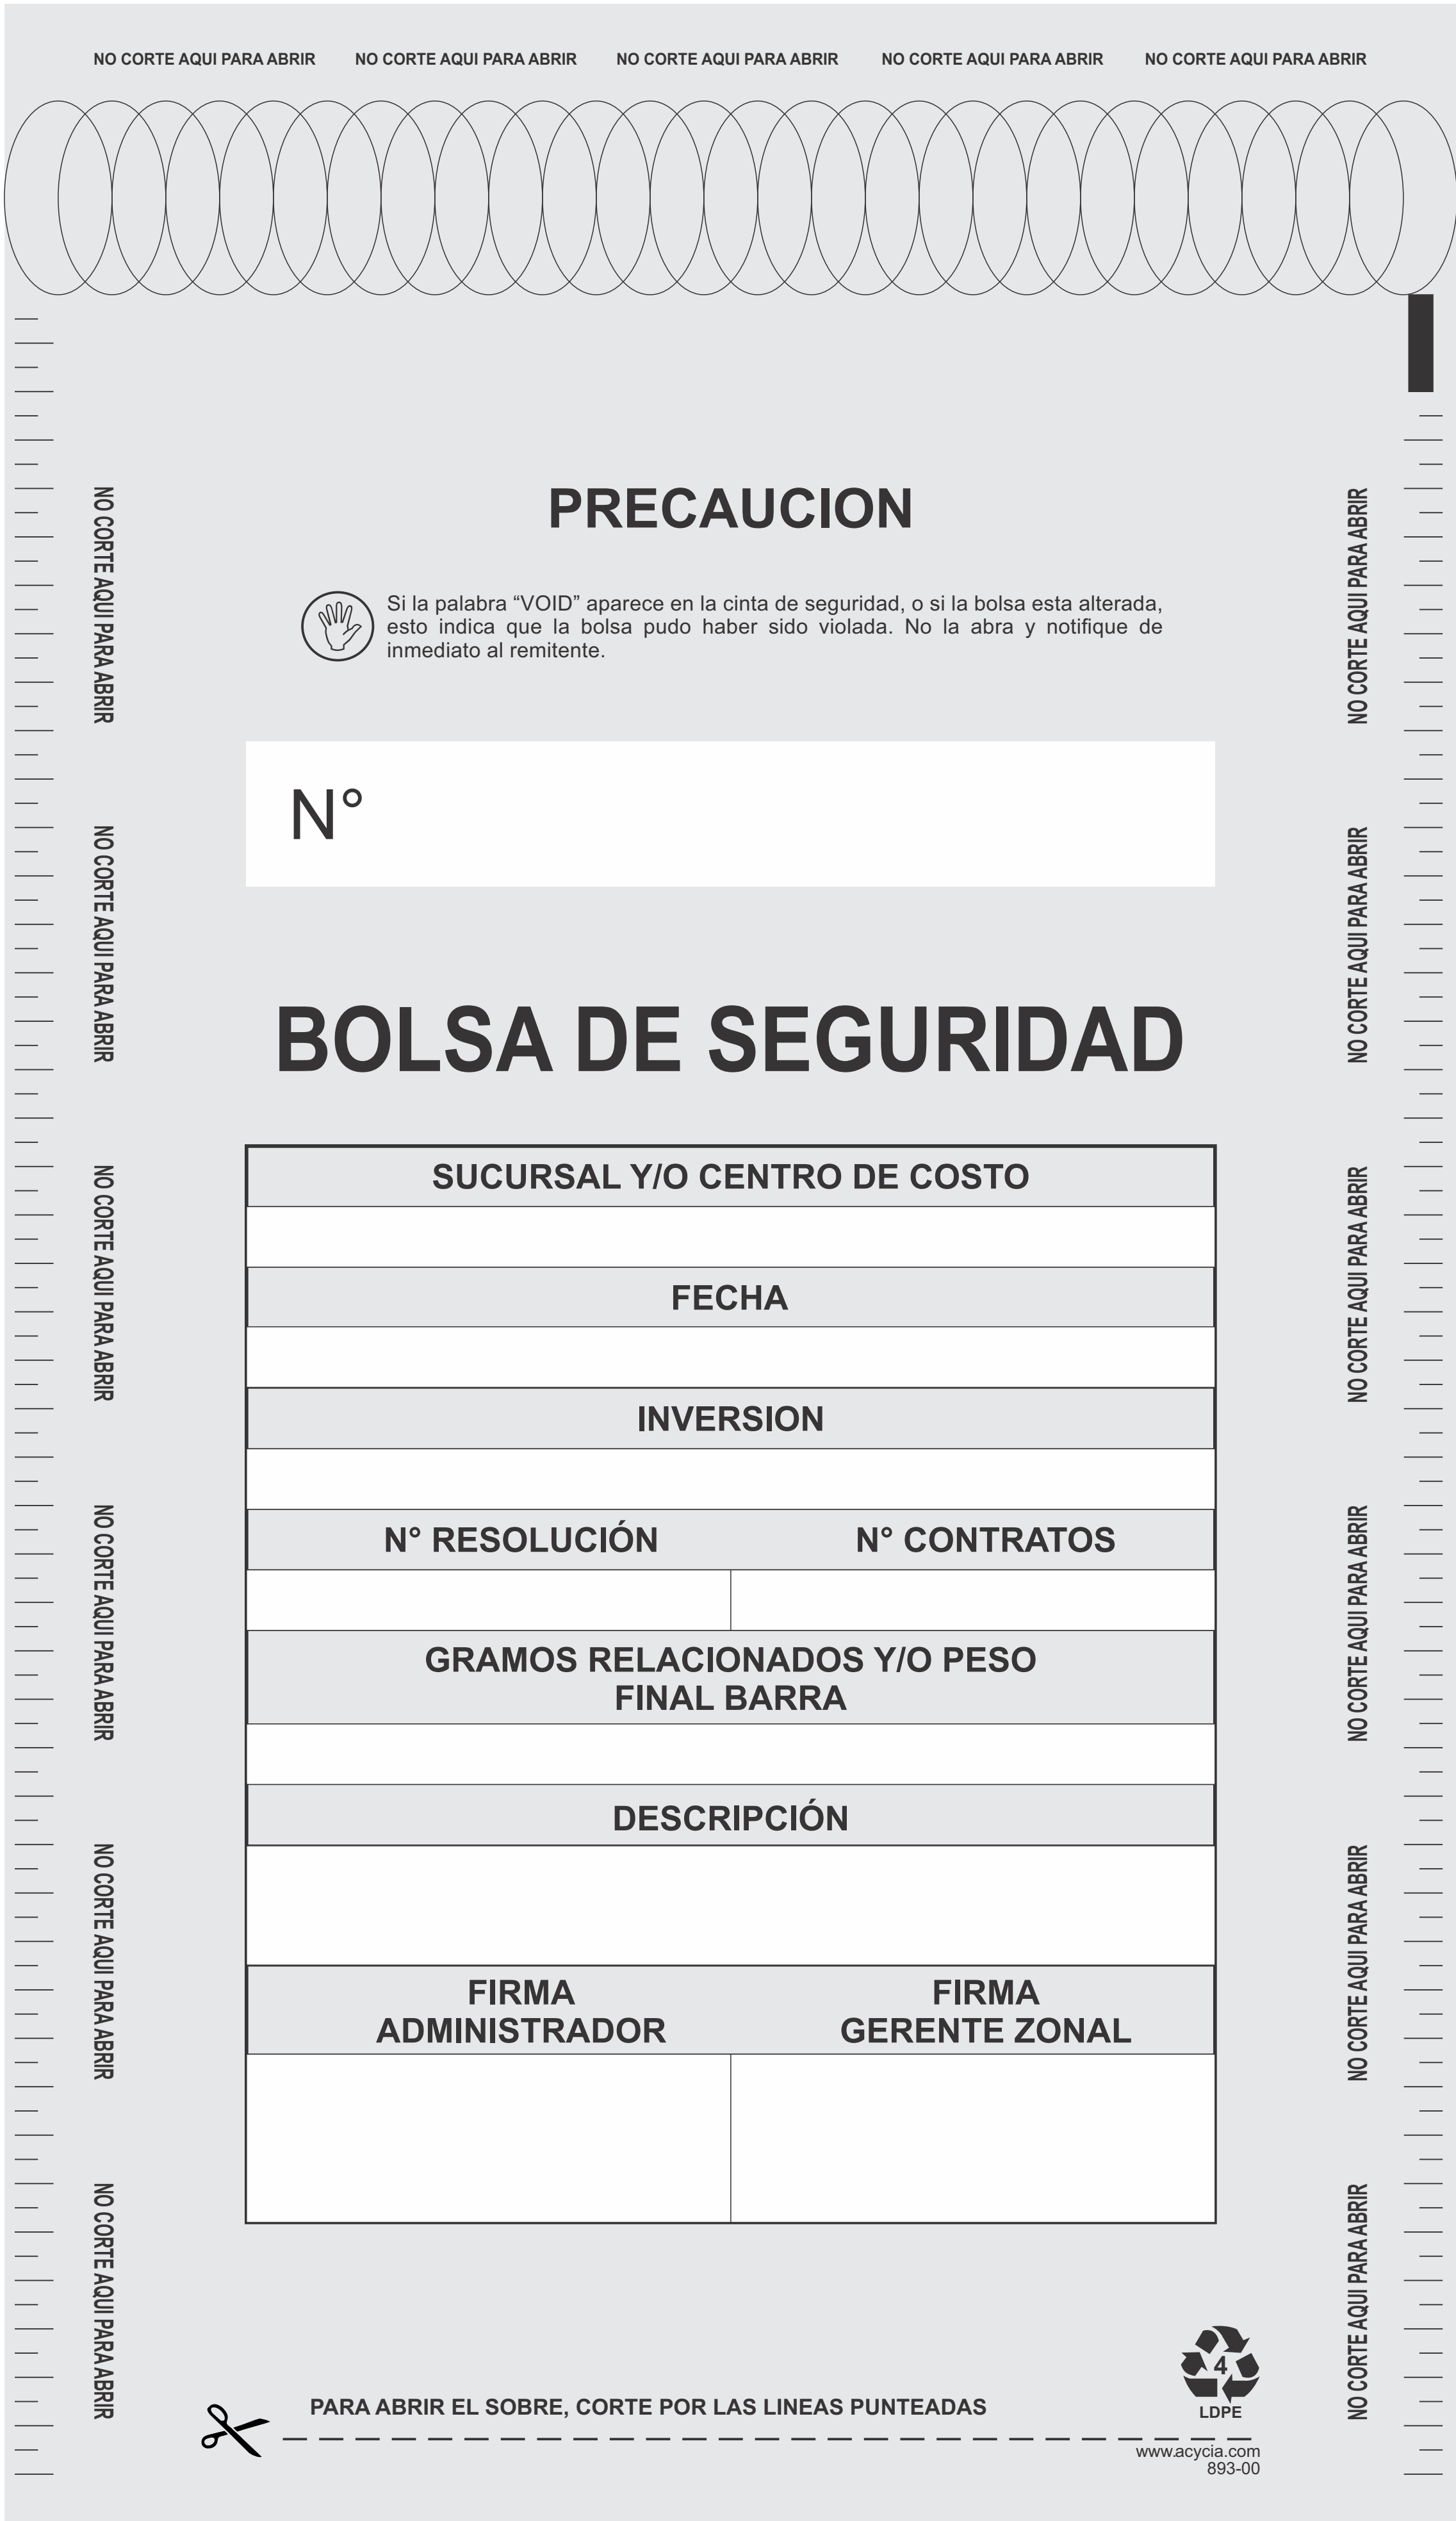 NO CORTE AQUI PARA ABRIR NO CORTE AQUI PARA ABRIR NO CORTE AQUI PARA ABRIR NO CORTE AQUI PARA ABRIR NO CORTE AQUI PARA ABRIR
PRECAUCION
Si la palabra “VOID” aparece en la cinta de seguridad, o si la bolsa esta alterada,
esto indica que la bolsa pudo haber sido violada. No la abra y notifique de
inmediato al remitente.
N°
BOLSA DE SEGURIDAD
SUCURSAL Y/O CENTRO DE COSTO
FECHA
INVERSION
N° RESOLUCIÓN N° CONTRATOS
GRAMOS RELACIONADOS Y/O PESO
FINAL BARRA
DESCRIPCIÓN
FIRMA
ADMINISTRADOR
FIRMA
GERENTE ZONAL
NO CORTE AQUI PARA ABRIR
NO CORTE AQUI PARA ABRIR
NO CORTE AQUI PARA ABRIR
NO CORTE AQUI PARA ABRIR
NO CORTE AQUI PARA ABRIR
NO CORTE AQUI PARA ABRIR
NO CORTE AQUI PARA ABRIR
NO CORTE AQUI PARA ABRIR
NO CORTE AQUI PARA ABRIR
NO CORTE AQUI PARA ABRIR
NO CORTE AQUI PARA ABRIR
NO CORTE AQUI PARA ABRIR
4
LDPE
PARA ABRIR EL SOBRE, CORTE POR LAS LINEAS PUNTEADAS
www.acycia.com
893-00